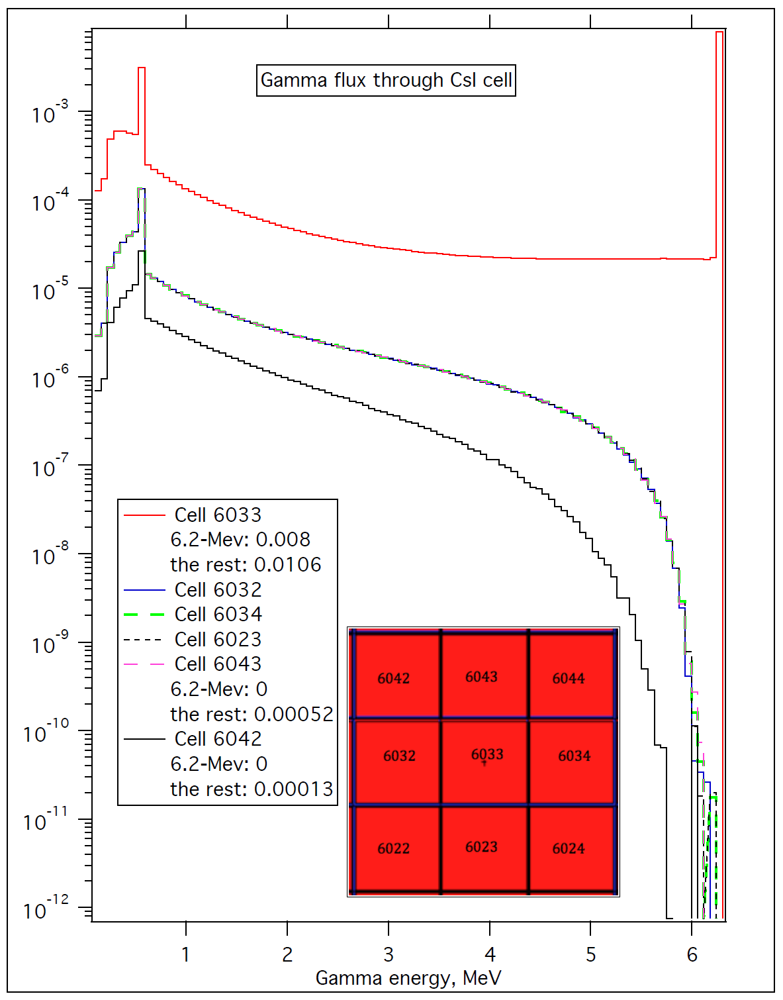 Gamma flux through CsI cell
10-3
10-4
10-5
10-6
10-7
10-8
10-9
10-10
10-11
10-12
Cell 6033
6.2-Mev: 0.008
the rest: 0.0106
Cell 6032
Cell 6034
Cell 6023
Cell 6043
6.2-Mev: 0
the rest: 0.00052
Cell 6042
6.2-Mev: 0
the rest: 0.00013
6042 6043 6044
6032 6033 6034
6022 6023 6024
1 2 3 4 5 6
Gamma energy, MeV